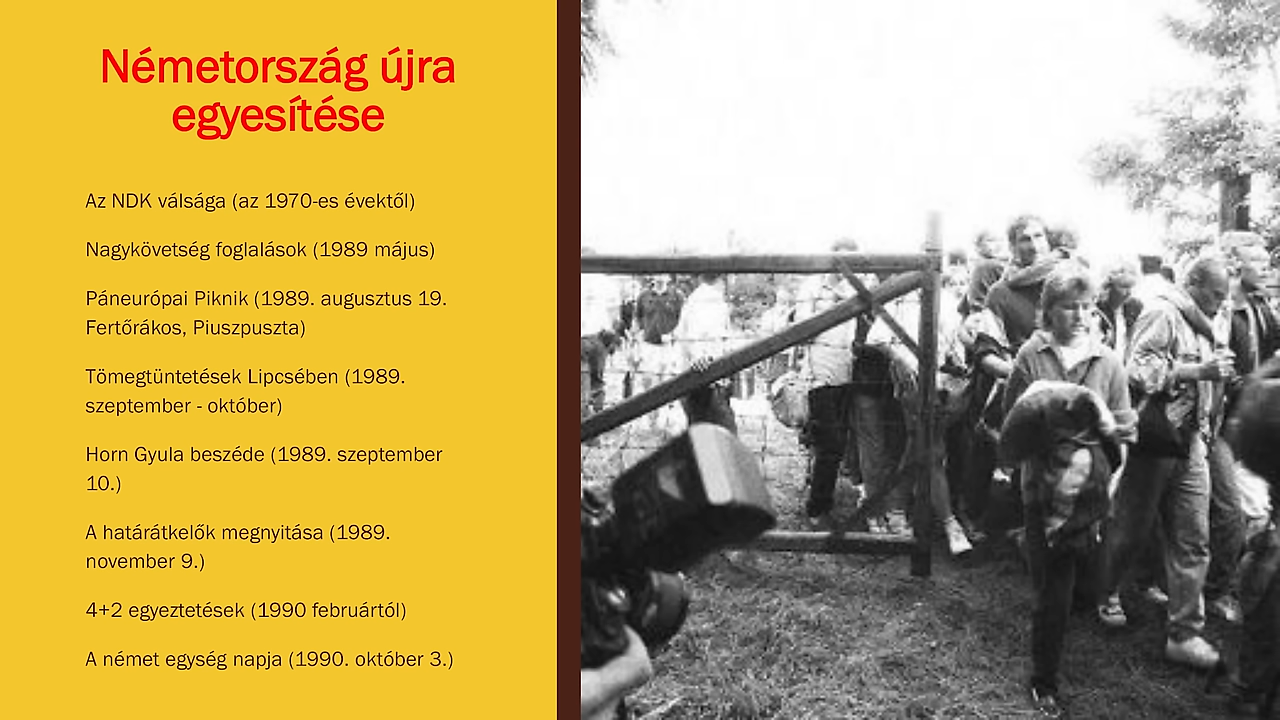 Németország újra
egyesítése
Az NDK válsága (az 1970-es évektől)
Nagykövetség foglalások (1989 május)
Páneurópai Piknik (1989. augusztus 19.
Fertőrákos, Piuszpuszta)
Tömegtüntetések Lipcsében (1989.
szeptember - október)
Horn Gyula beszéde (1989. szeptember
10.)
A határátkelők megnyitása (1989.
november 9.)
4+2 egyeztetések (1990 februártól)
A német egység napja (1990. október 3.)